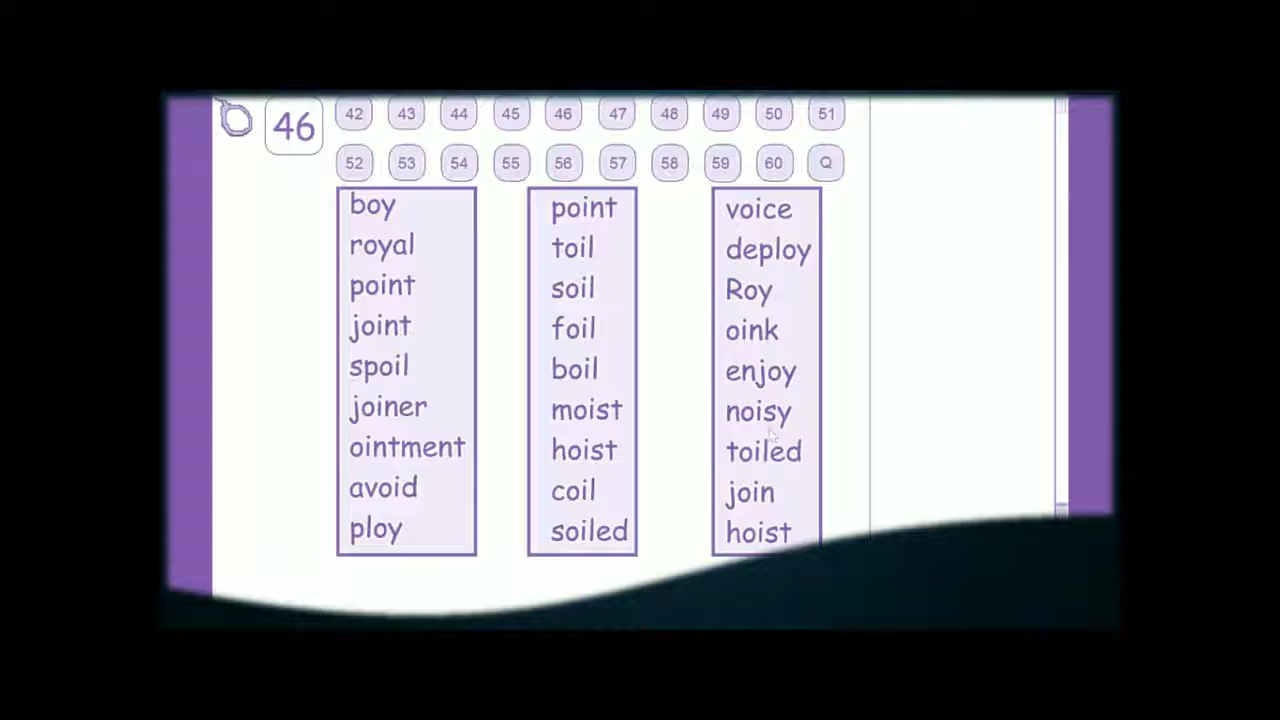 46
42 43 44 45 46 47 48 49 50 51
52 53 54 55 56 57 58 59 60 Q
boy
royal
point
joint
spoil
joiner
ointment
avoid
ploy
point
toil
soil
foil
boil
moist
hoist
coil
soiled
voice
deploy
Roy
oink
enjoy
noisy
toiled
join
hoist